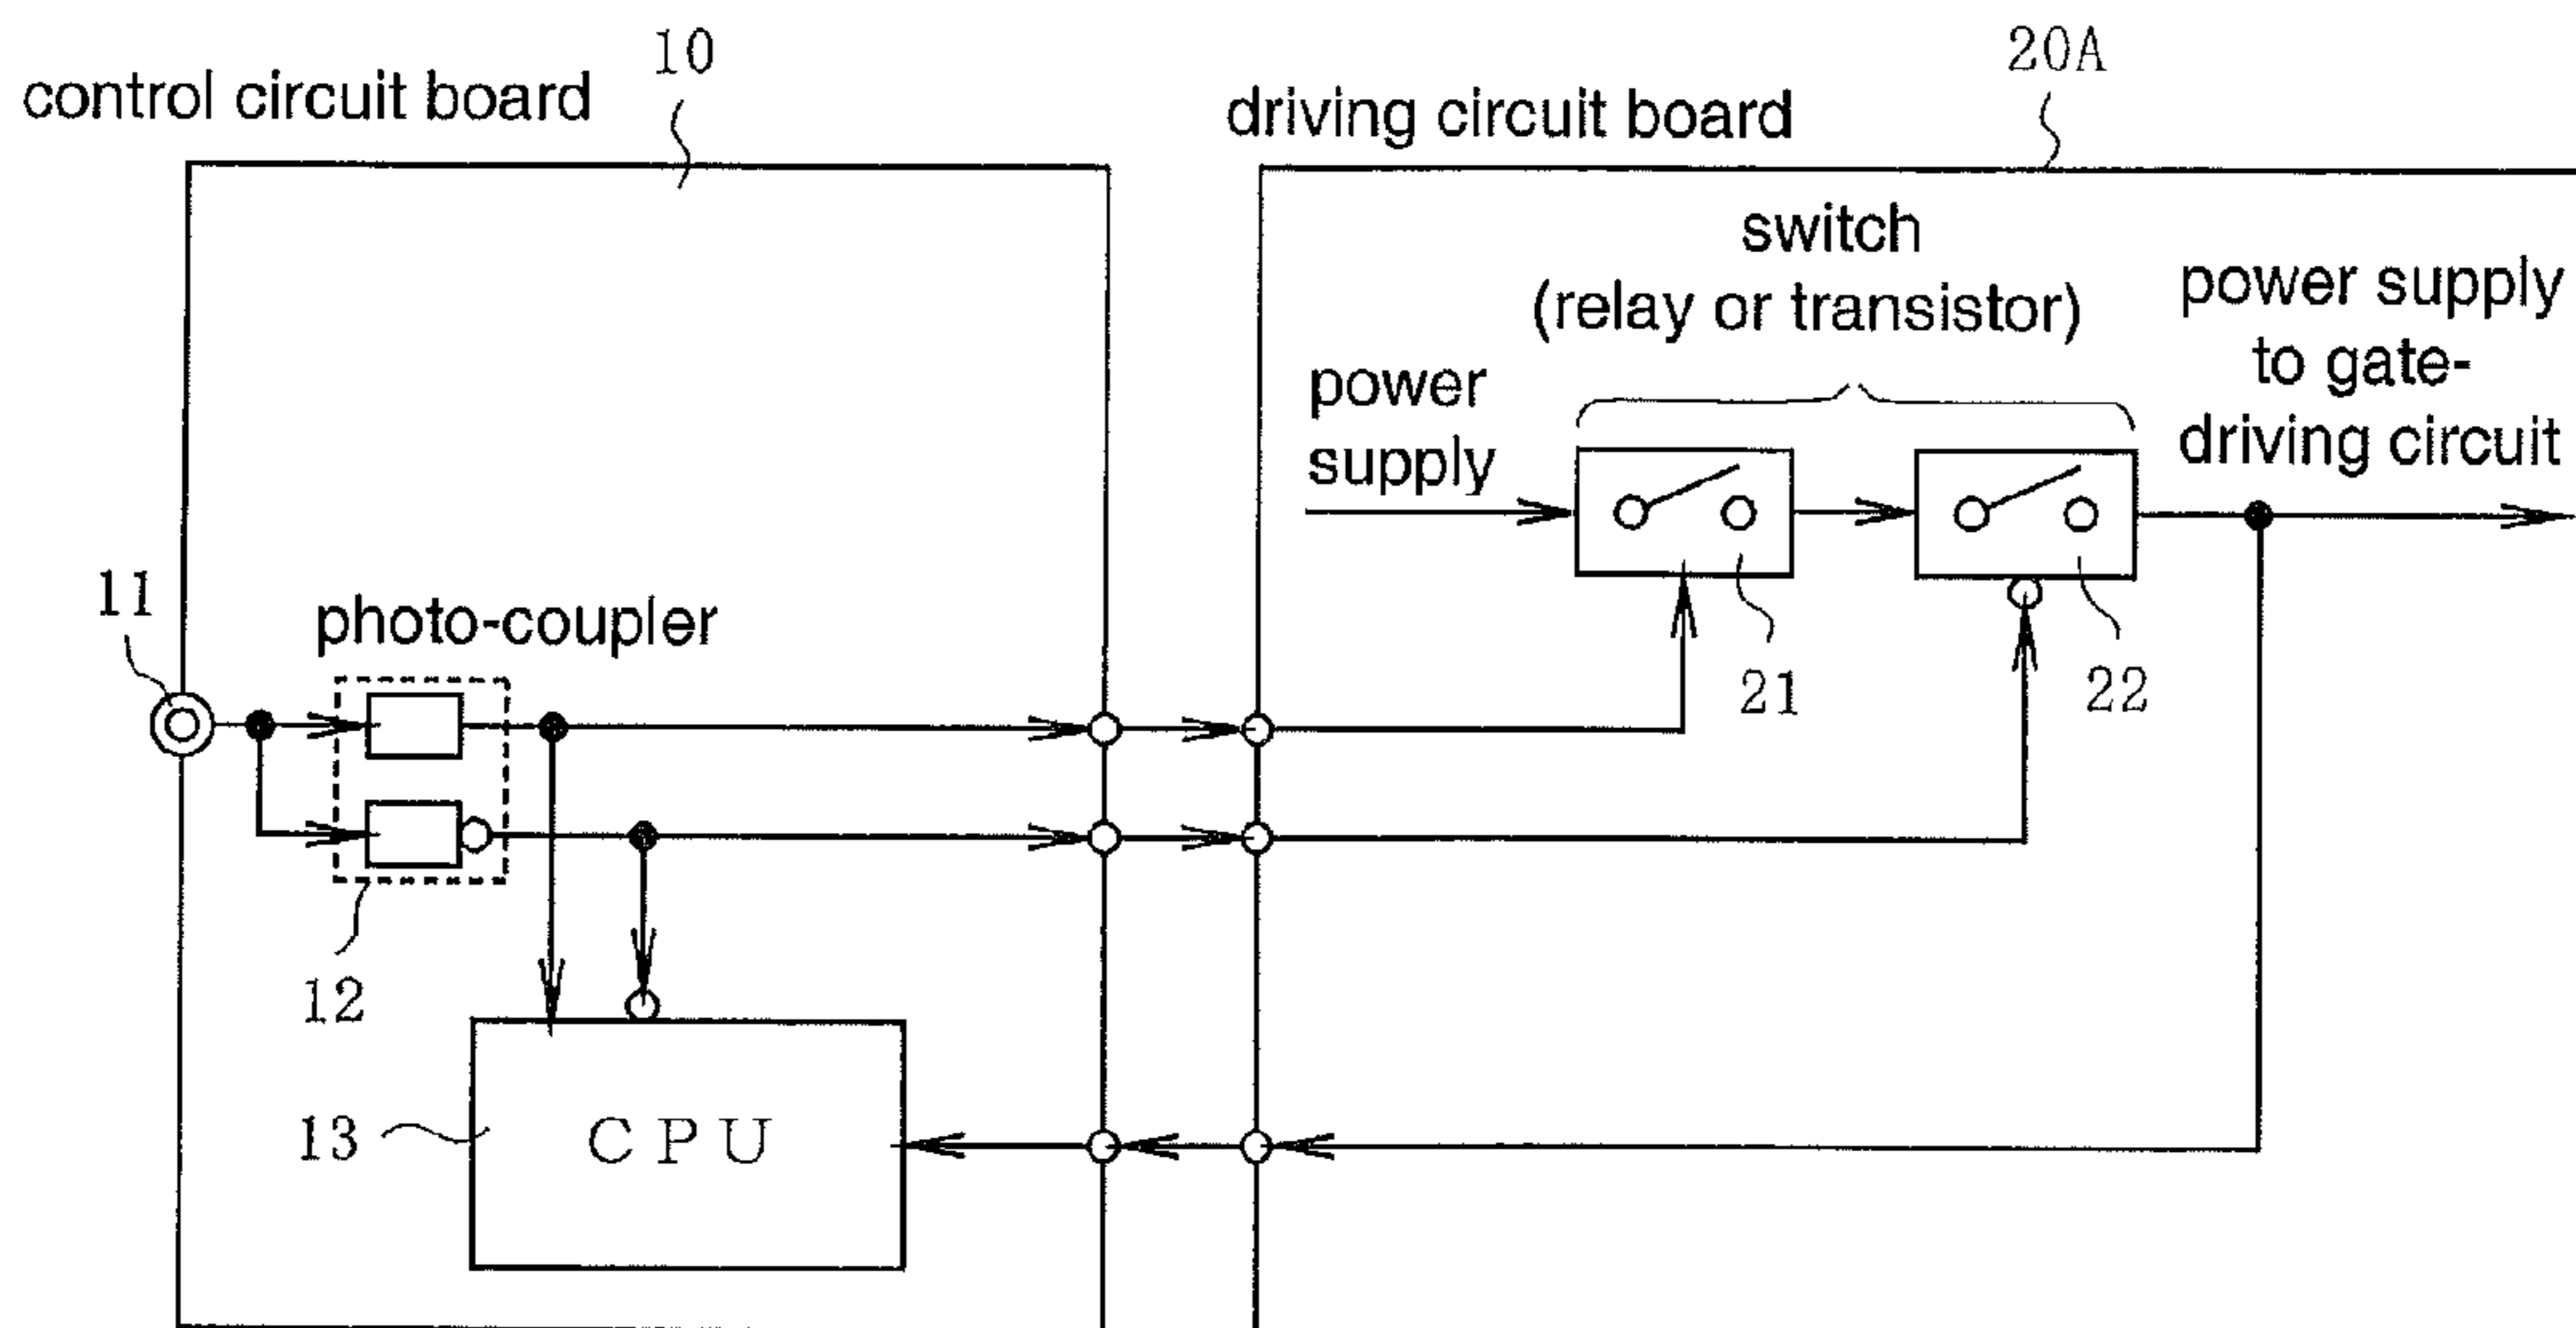 10
control circuit board
20A
driving circuit board
switch
(relay or transistor)
power supply
to gate-
driving circuit
power
supply
11
photo-coupler
21
22
12
13
CPU